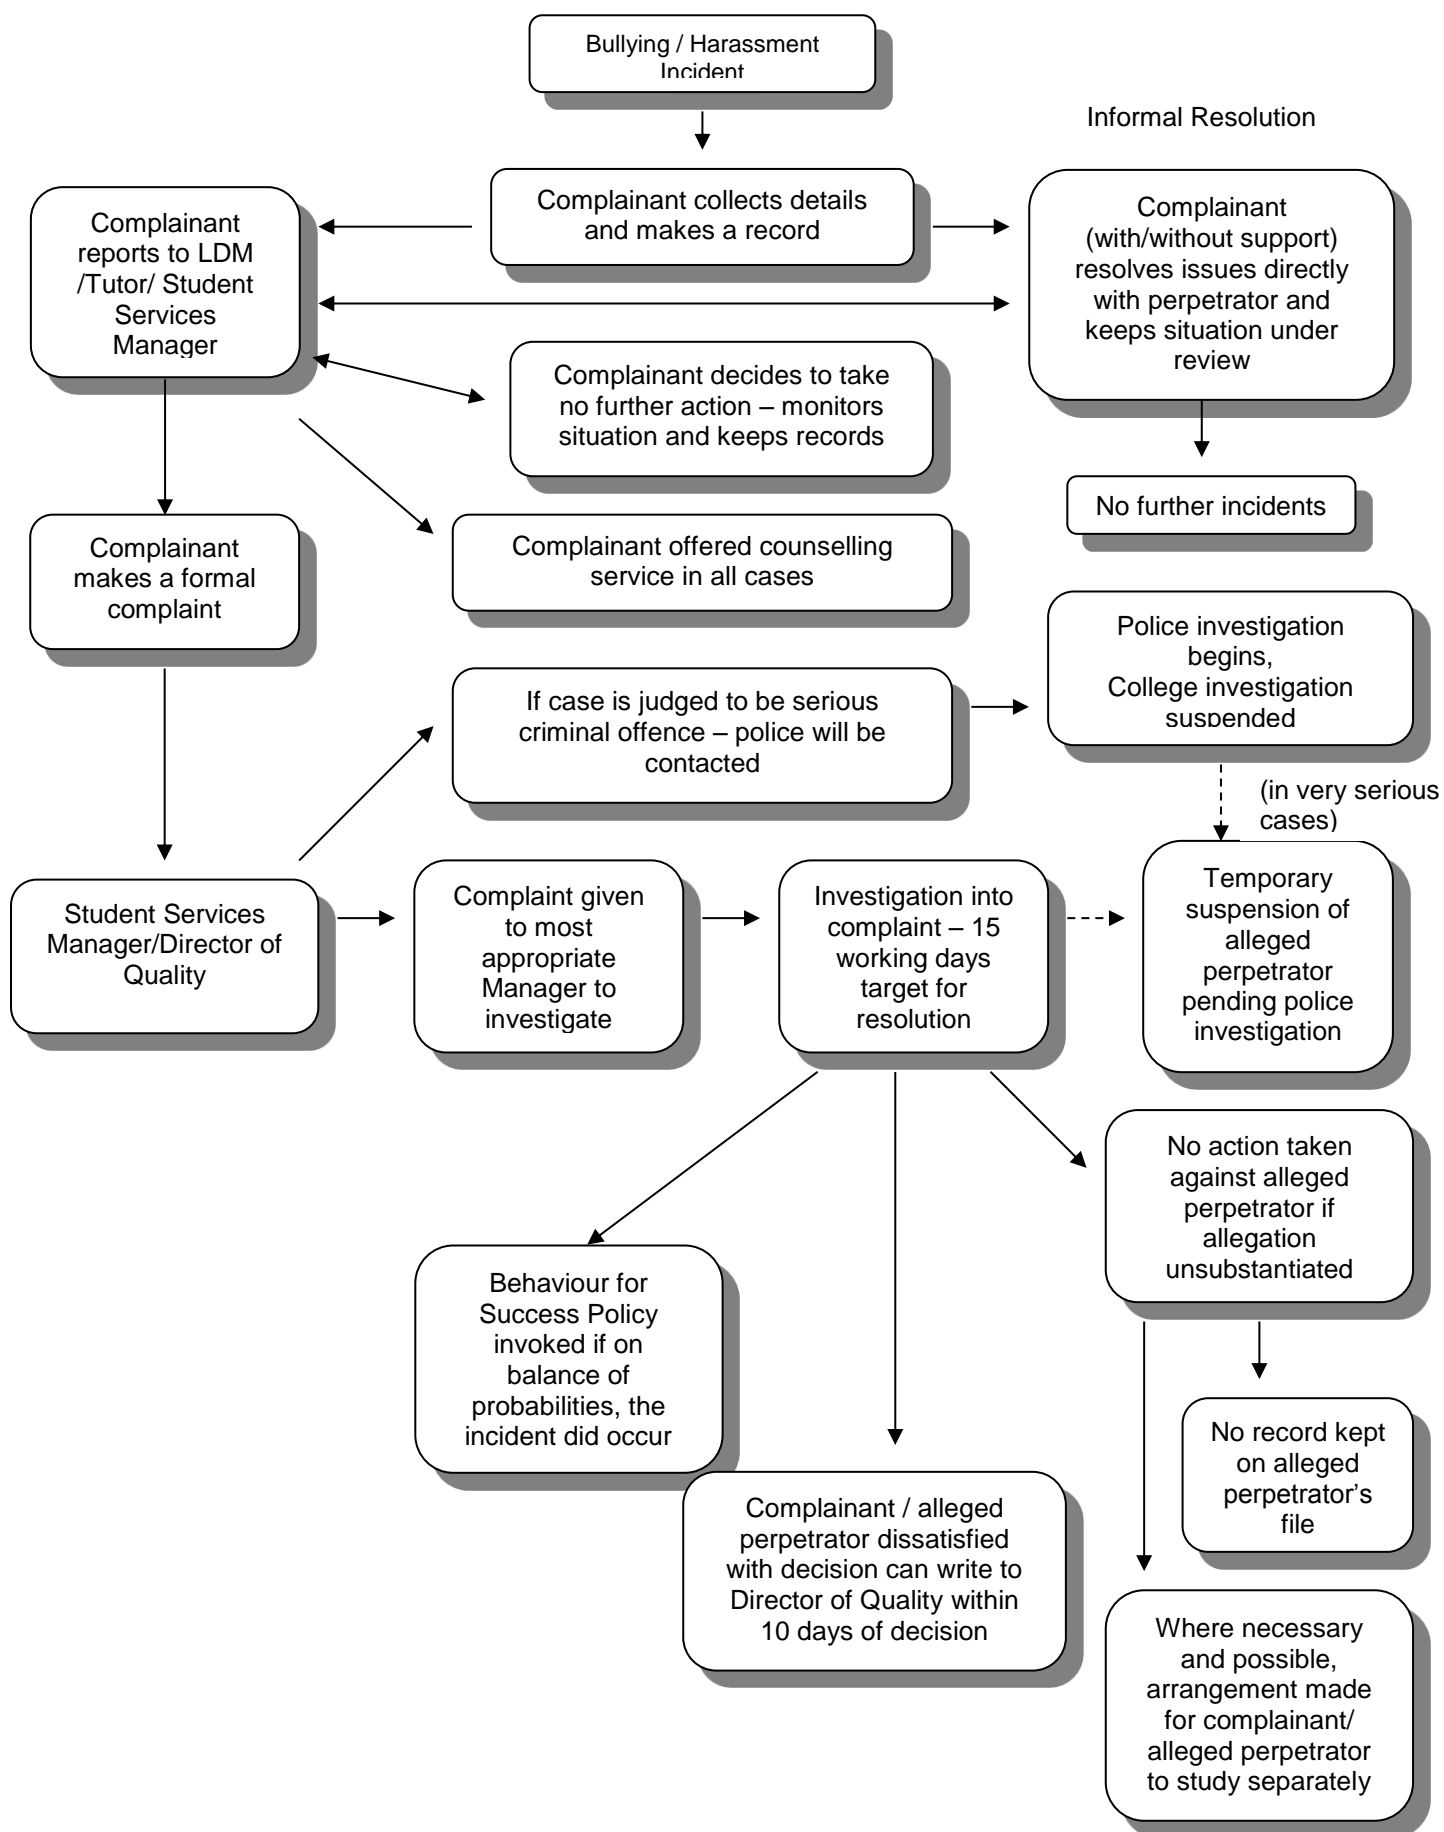 Bullying / Harassment
Incident
Informal Resolution
Complainant collects details
and makes a record
Complainant
reports to LDM
/Tutor/ Student
Services
Manager
Complainant
(with/without support)
resolves issues directly
with perpetrator and
keeps situation under
review
Complainant decides to take
no further action – monitors
situation and keeps records
No further incidents
Complainant
makes a formal
complaint
Complainant offered counselling
service in all cases
Police investigation
begins,
College investigation
suspended
If case is judged to be serious
criminal offence – police will be
contacted
(in very serious
cases)
Student Services
Manager/Director of
Quality
Complaint given
to most
appropriate
Manager to
investigate
Investigation into
complaint – 15
working days
target for
resolution
Temporary
suspension of
alleged
perpetrator
pending police
investigation
No action taken
against alleged
perpetrator if
allegation
unsubstantiated
Behaviour for
Success Policy
invoked if on
balance of
probabilities, the
incident did occur
No record kept
on alleged
perpetrator’s
file
Complainant / alleged
perpetrator dissatisfied
with decision can write to
Director of Quality within
10 days of decision
Where necessary
and possible,
arrangement made
for complainant/
alleged perpetrator
to study separately